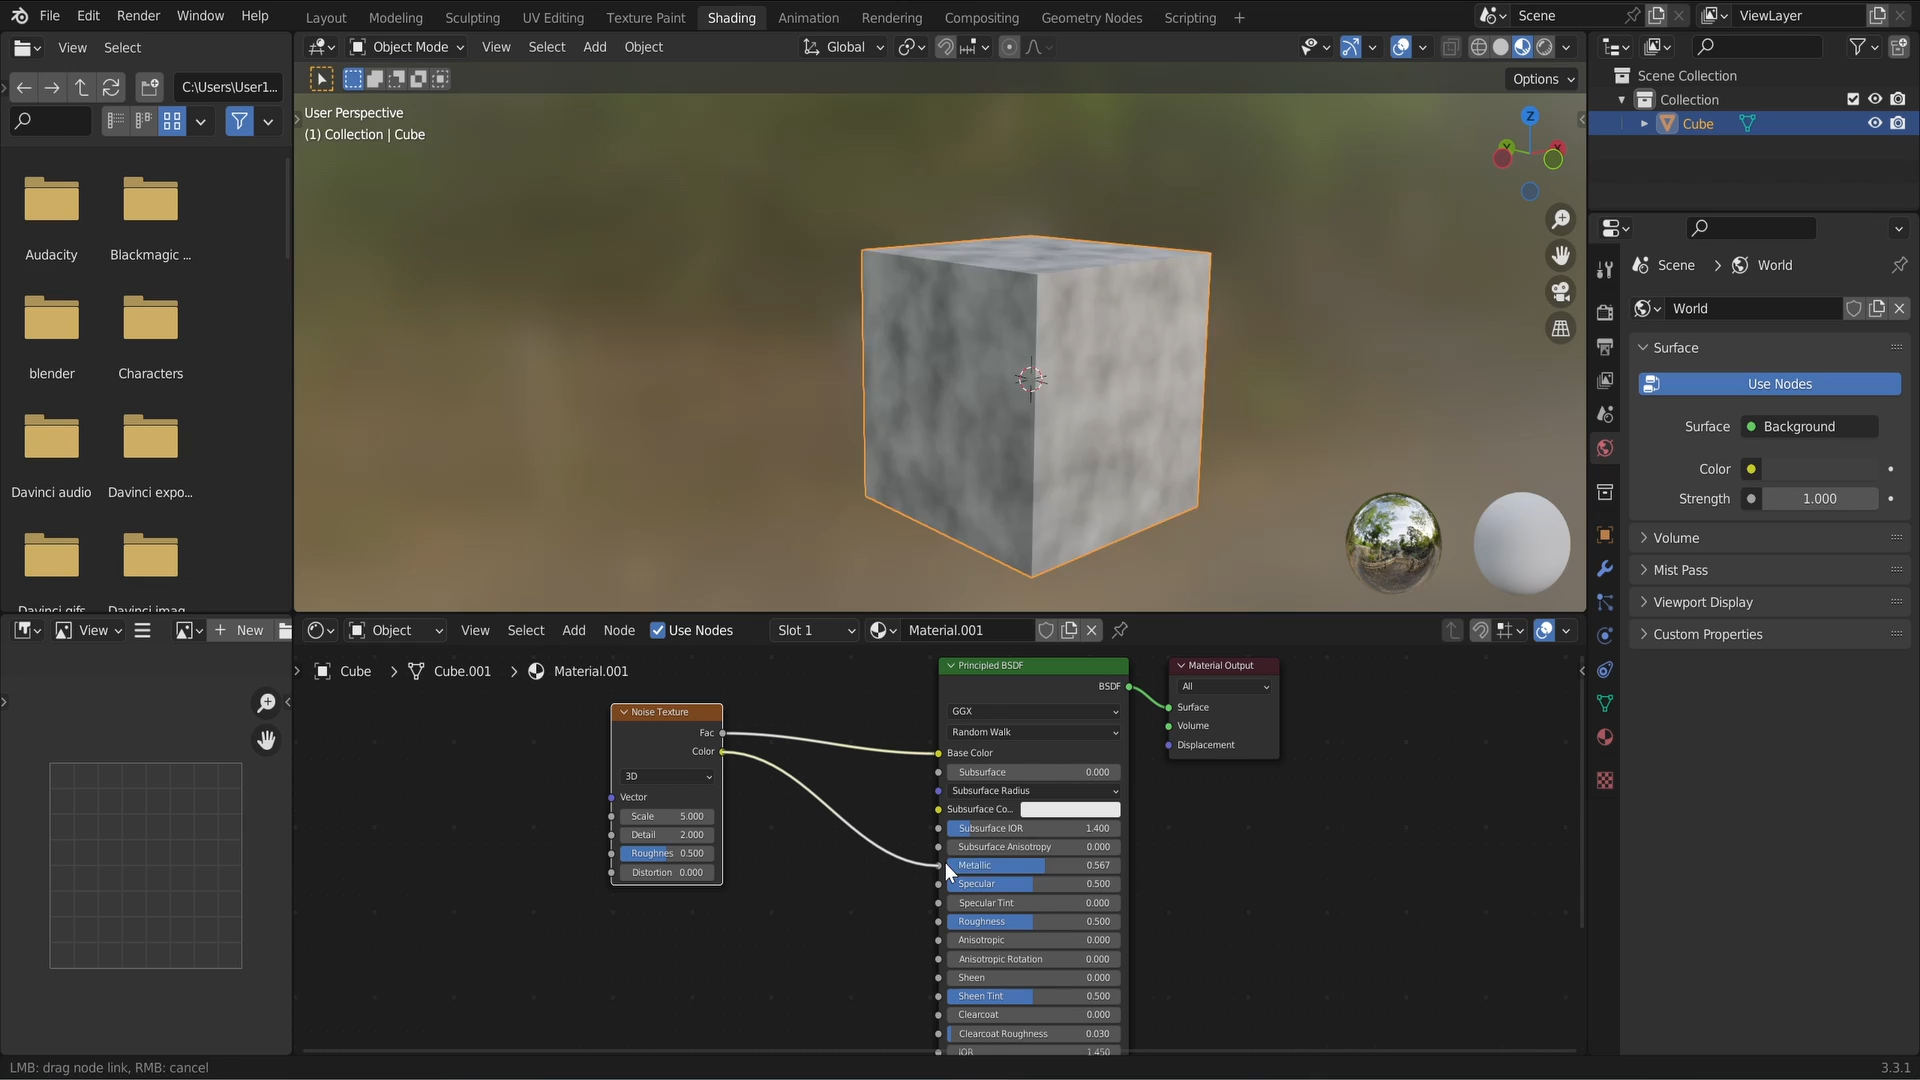 File Edit Render Window Help Layout Modeling Sculpting UV Editing Texture Paint Shading Animation Rendering Compositing Geometry Nodes Scripting + Scene ViewLayer
View Select
C:\Users\User1...
Audacity
Blackmagic ...
blender
Characters
Davinci audio
Davinci expo...
Davinci gifs
Davinci imag
Object Mode View Select Add Object Global
Options
User Perspective
(1) Collection | Cube
Z
Y
X
Scene Collection
Collection
Cube
Scene > World
World
Surface
Use Nodes
Surface Background
Color
Strength 1.000
Volume
Mist Pass
Viewport Display
Custom Properties
View + New
Object View Select Add Node Use Nodes Slot 1 Material.001
Cube > Cube.001 > Material.001
Noise Texture
Fac
Color
3D
Vector
Scale 5.000
Detail 2.000
Roughnes 0.500
Distortion 0.000
Principled BSDF
BSDF
GGX
Random Walk
Base Color
Subsurface 0.000
Subsurface Radius
Subsurface Co...
Subsurface IOR 1.400
Subsurface Anisotropy 0.000
Metallic 0.567
Specular 0.500
Specular Tint 0.000
Roughness 0.500
Anisotropic 0.000
Anisotropic Rotation 0.000
Sheen 0.000
Sheen Tint 0.500
Clearcoat 0.000
Clearcoat Roughness 0.030
IOR 1.450
Material Output
All
Surface
Volume
Displacement
LMB: drag node link, RMB: cancel
3.3.1